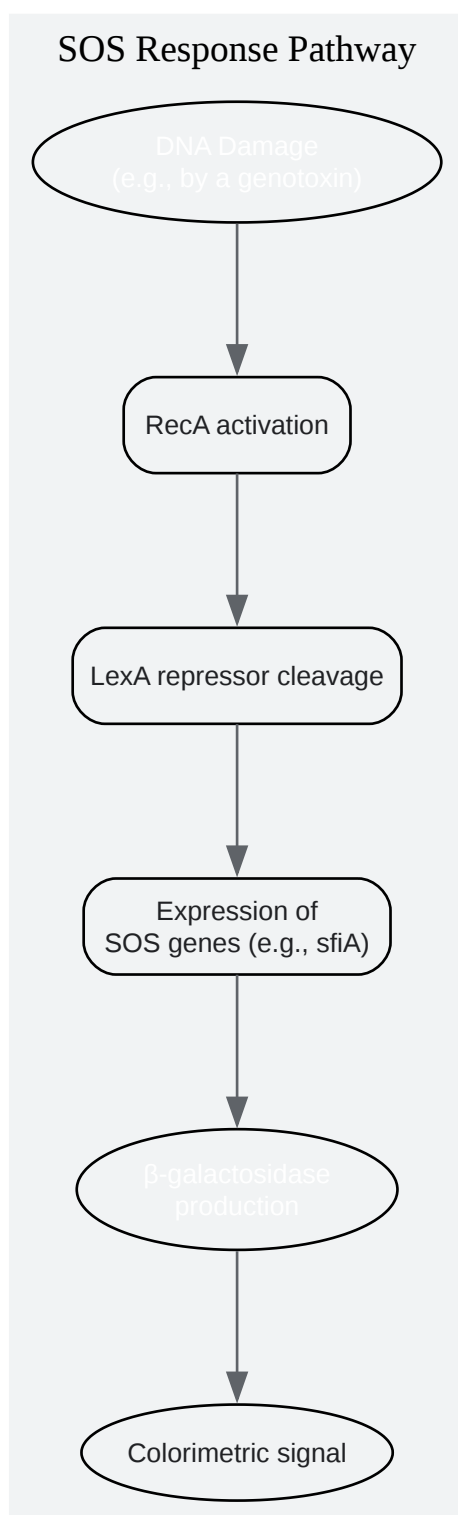 SOS Response Pathway
DNA Damage
(e.g., by a genotoxin)
RecA activation
LexA repressor cleavage
Expression of
SOS genes (e.g., sfiA)
β-galactosidase
production
Colorimetric signal